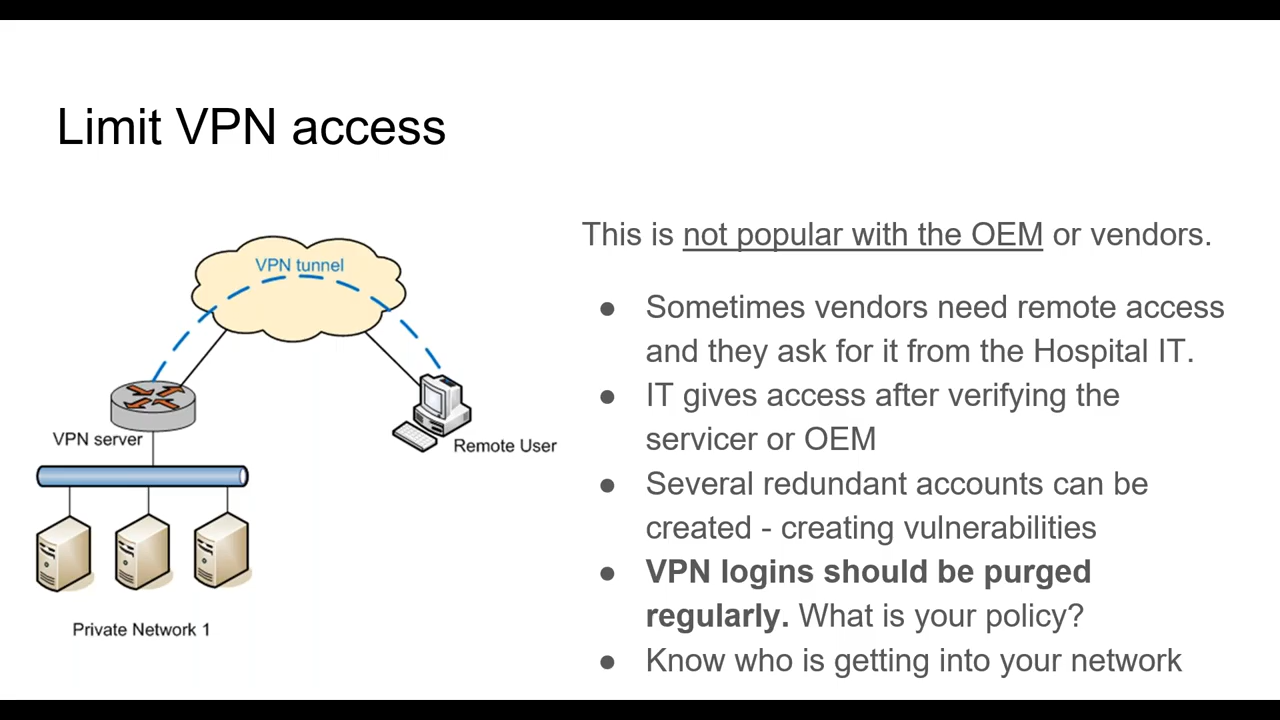 Limit VPN access
VPN tunnel
VPN server
Remote User
Private Network 1
This is not popular with the OEM or vendors.
● Sometimes vendors need remote access
and they ask for it from the Hospital IT.
● IT gives access after verifying the
servicer or OEM
● Several redundant accounts can be
created - creating vulnerabilities
● VPN logins should be purged
regularly. What is your policy?
● Know who is getting into your network